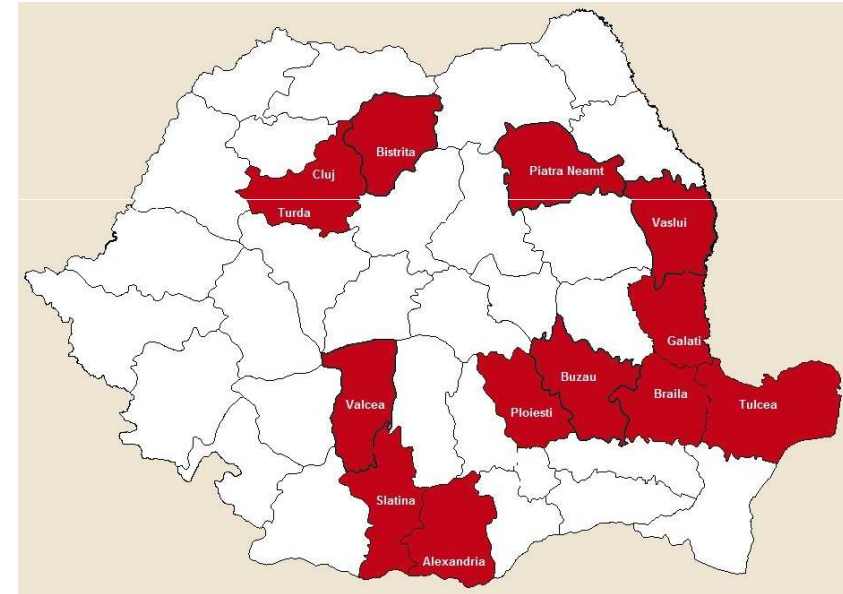 Bistrita
Cluj
Piatra Neamt
Turda
Vaslui
Galati
Buzau
Braila
Valcea
Ploiesti
Tulcea
Slatina
Alexandria